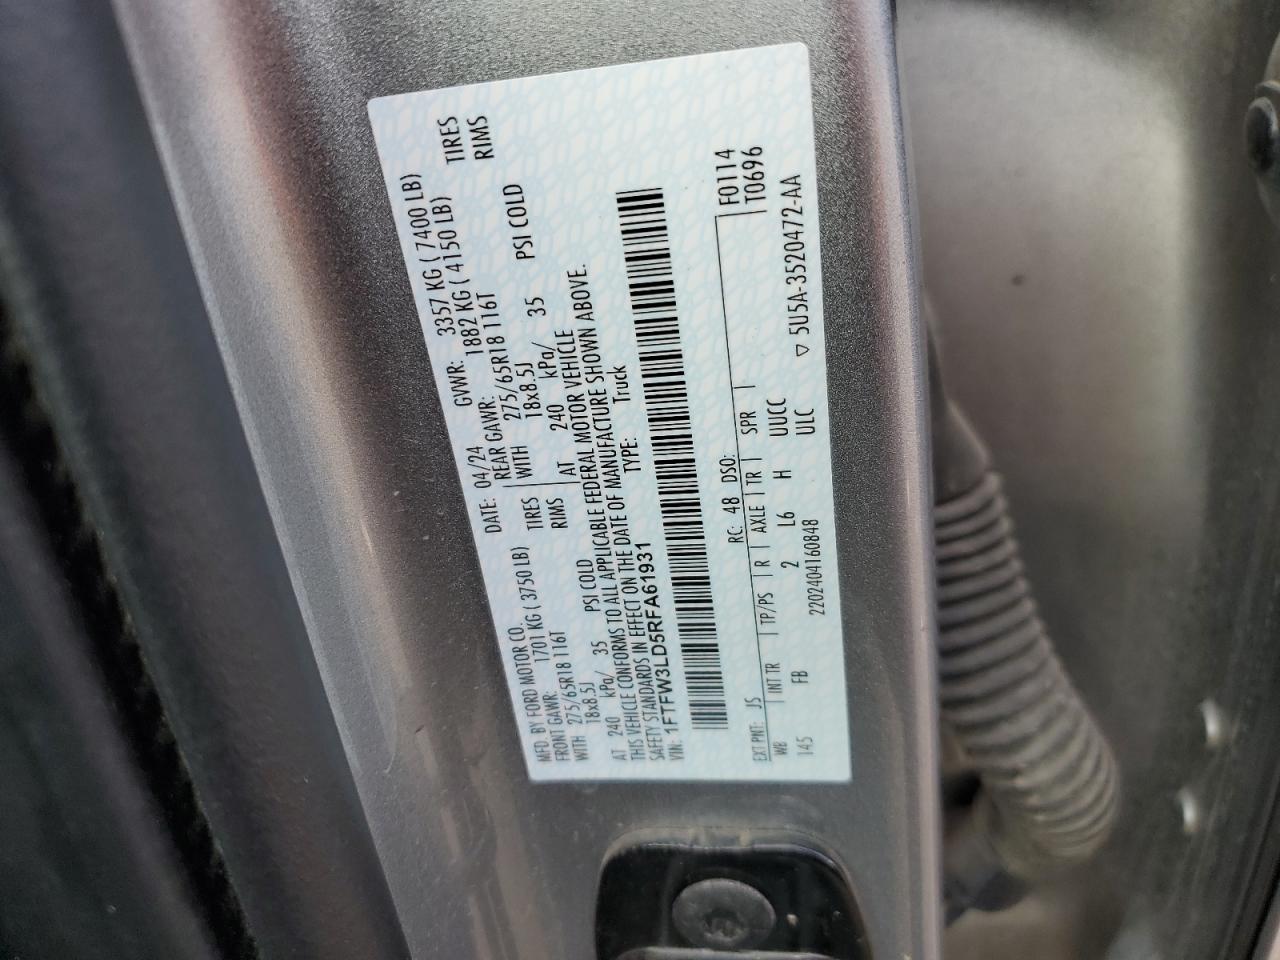 MFD. BY FORD MOTOR CO.
DATE: 04/24
GVWR: 3357 KG ( 7400 LB)
FRONT GAWR: 1701 KG ( 3750 LB)
REAR GAWR: 1882 KG ( 4150 LB)
WITH 275/65R18 116T TIRES
WITH 275/65R18 116T TIRES
18x8.5J RIMS
18x8.5J RIMS
AT 240 kPa/ 35 PSI COLD
AT 240 kPa/ 35 PSI COLD
THIS VEHICLE CONFORMS TO ALL APPLICABLE FEDERAL MOTOR VEHICLE
SAFETY STANDARDS IN EFFECT ON THE DATE OF MANUFACTURE SHOWN ABOVE.
VIN: 1FTFW3LD5RFA61931
TYPE: Truck
F0114
T0696
EXT PNT: JS RC: 48 DSO:
WB INT TR TP/PS R AXLE TR SPR
145 FB 2 L6 H UUCC
2202404160848 ULC
▽ 5U5A-3520472-AA